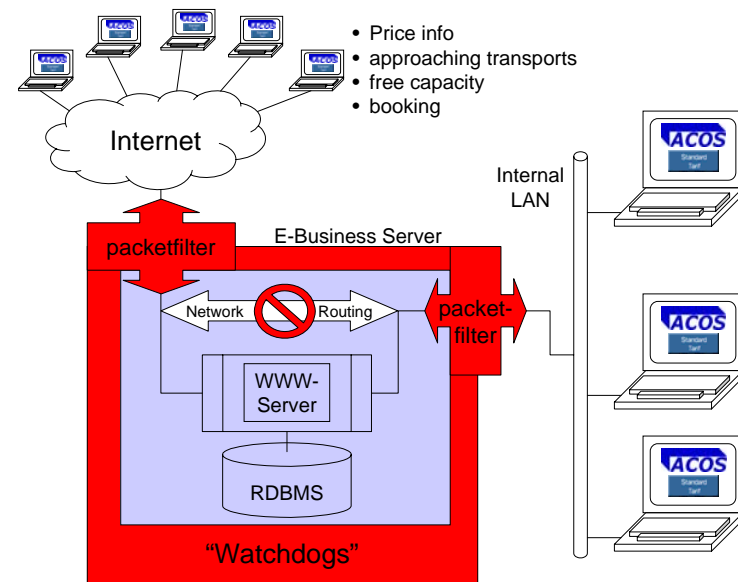 ACOS
ACOS
ACOS
ACOS
ACOS
• Price info
• approaching transports
• free capacity
• booking
Internet
Internal
LAN
ACOS
Standard
Tarif
packetfilter
E-Business Server
Network
Routing
packet-
filter
ACOS
Standard
Tarif
WWW-
Server
RDBMS
ACOS
Standard
Tarif
“Watchdogs”